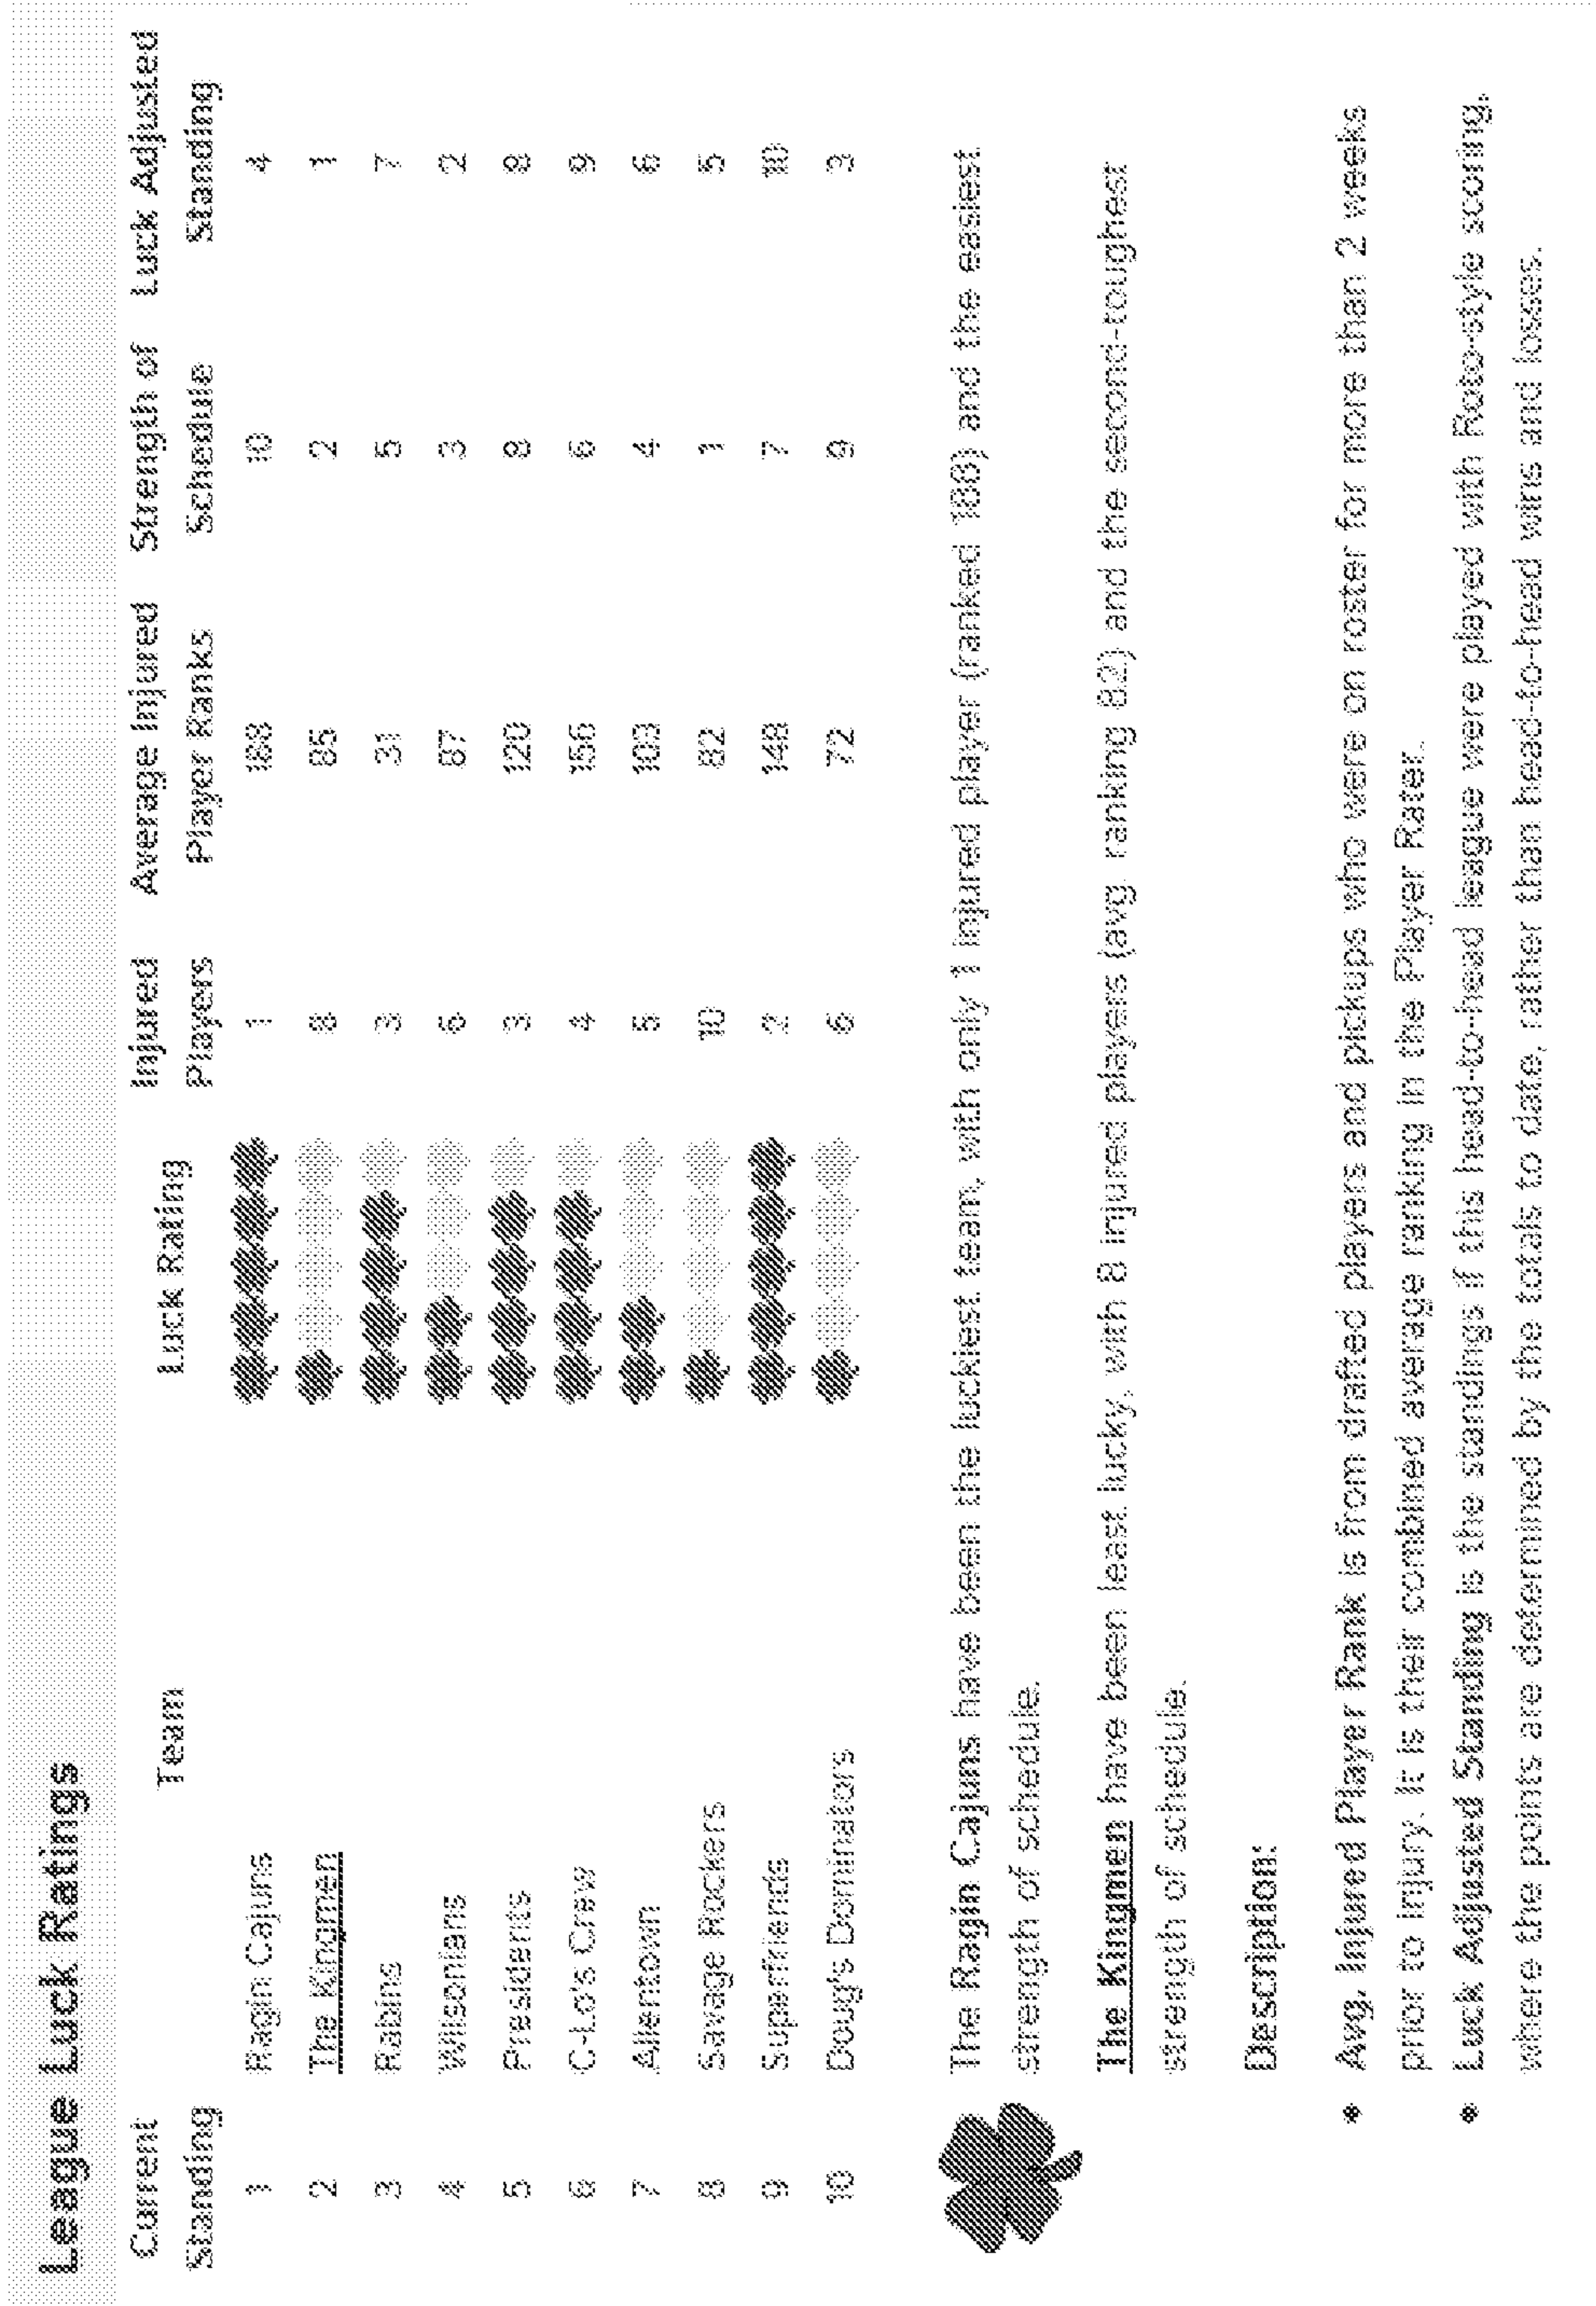 League Luck Ratings
Current Standing Team Luck Rating Injured Players Average Injured Player Ranks Strength of Schedule Luck Adjusted Standing
1 Ragin Cajuns 1 188 10 4
2 The Kingmen 8 85 2 1
3 Rabins 3 31 5 7
4 Wilsonians 6 87 3 2
5 Presidents 3 120 8 8
6 C-Lo's Crew 4 156 6 9
7 Allentown 5 103 4 6
8 Savage Rockers 10 82 1 5
9 Superfriends 2 148 7 10
10 Doug's Dominators 6 72 9 3
The Ragin Cajuns have been the luckiest team, with only 1 injured player (ranked 188) and the easiest
strength of schedule.
The Kingmen have been least lucky, with 8 injured players (avg. ranking 82) and the second-toughest
strength of schedule.
Description:
• Avg. Injured Player Rank is from drafted players and pickups who were on roster for more than 2 weeks
prior to injury. It is their combined average ranking in the Player Rater.
• Luck Adjusted Standing is the standings if this head-to-head league were played with Roto-style scoring,
where the points are determined by the totals to date, rather than head-to-head wins and losses.